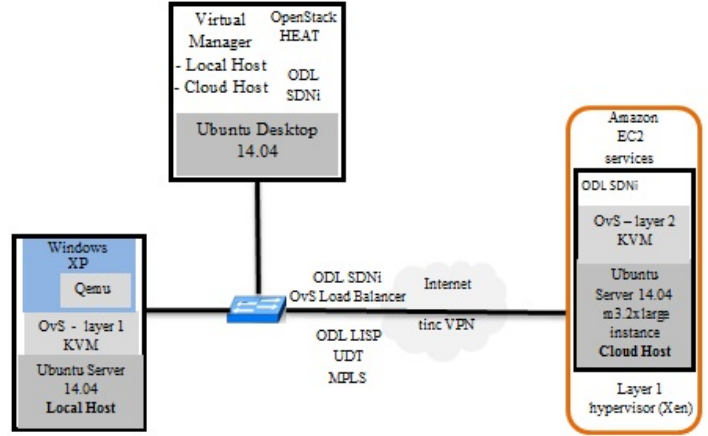 Virtual
Manager
- Local Host
- Cloud Host
OpenStack
HEAT
ODL
SDNi
Ubuntu Desktop
14.04
Windows
XP
Qemu
OvS - layer 1
KVM
Ubuntu Server
14.04
Local Host
ODL SDNi
OvS Load Balancer
ODL LISP
UDT
MPLS
Internet
tinc VPN
Amazon
EC2
services
ODL SDNi
OvS – layer 2
KVM
Ubuntu
Server 14.04
m3.2xlarge
instance
Cloud Host
Layer 1
hypervisor (Xen)